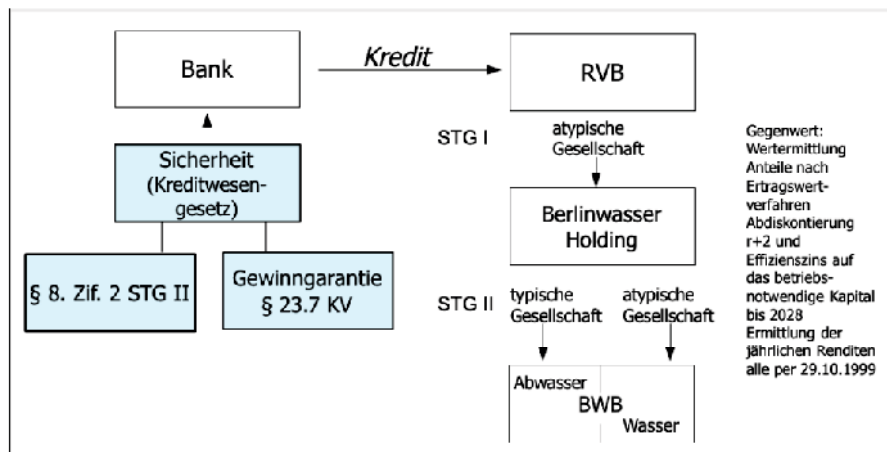 Bank
Kredit
RVB
STG I
atypische
Gesellschaft
Sicherheit
(Kreditwesen-
gesetz)
Berlinwasser
Holding
§ 8. Zif. 2 STG II
Gewinngarantie
§ 23.7 KV
STG II
typische
Gesellschaft
atypische
Gesellschaft
Abwasser
BWB
Wasser
Gegenwert:
Wertermittlung
Anteile nach
Ertragswert-
verfahren
Abdiskontierung
r+2 und
Effizienszins auf
das betriebs-
notwendige Kapital
bis 2028
Ermittlung der
jährlichen Renditen
alle per 29.10.1999